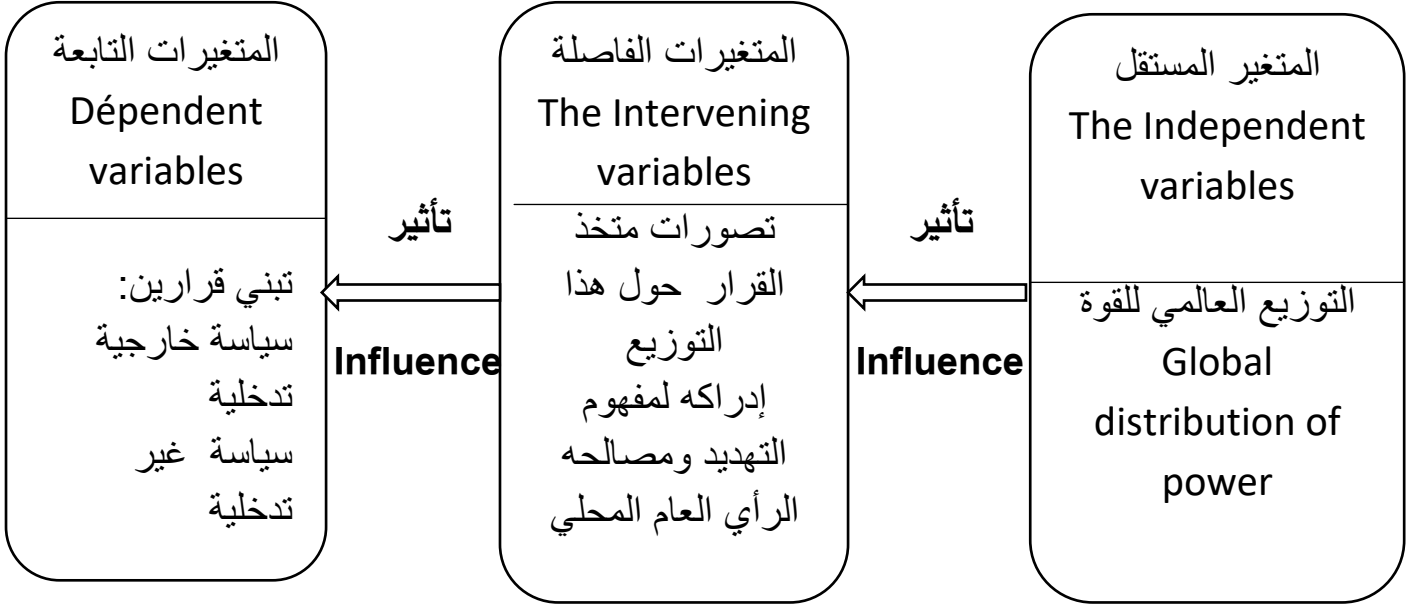 المتغير المستقل
The Independent
variables
التوزيع العالمي للقوة
Global
distribution of
power
تأثير
Influence
المتغيرات الفاصلة
The Intervening
variables
تصورات متخذ
القرار حول هذا
التوزيع
إدراكه لمفهوم
التهديد ومصالحه
الرأي العام المحلي
تأثير
Influence
المتغيرات التابعة
Dépendent
variables
تبني قرارين:
سياسة خارجية
تدخلية
سياسة غير
تدخلية